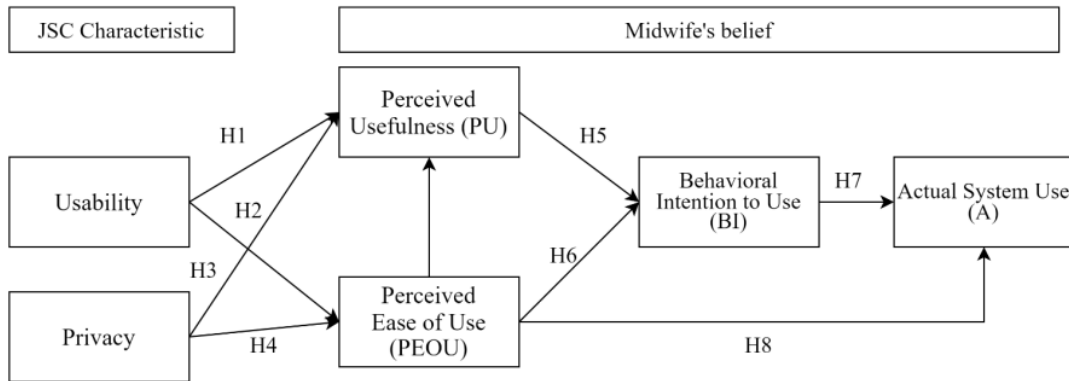 JSC Characteristic
Midwife's belief
Perceived
Usefulness (PU)
H1
H5
Usability
H2
Behavioral
Intention to Use
(BI)
H7
Actual System Use
(A)
H3
H6
Privacy
H4
Perceived
Ease of Use
(PEOU)
H8